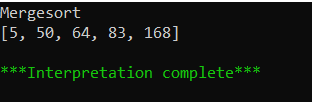 Mergesort
[5, 50, 64, 83, 168]
***Interpretation complete***